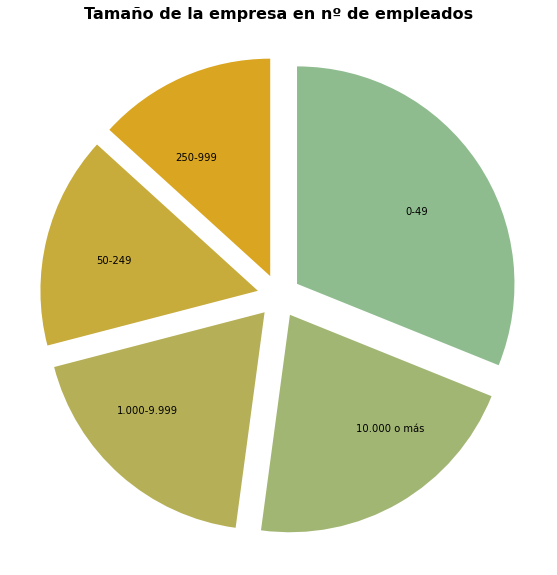 Tamaño de la empresa en nº de empleados
250-999
0-49
50-249
1.000-9.999
10.000 o más